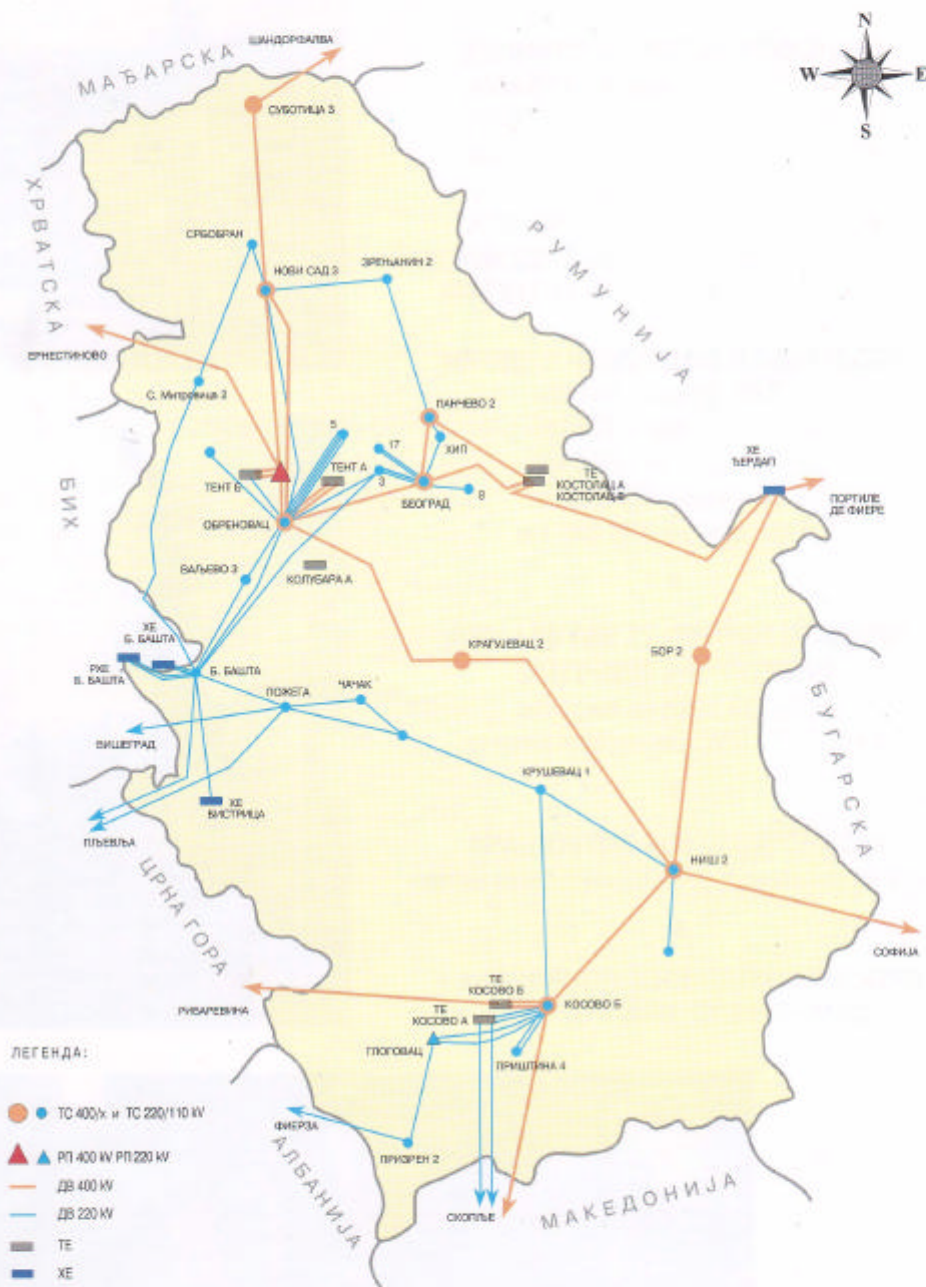 N
W E
S
ШАНДОРФАЛВА
МАЂАРСКА
СУБОТИЦА 3
ХРВАТСКА
СРБОБРАН
НОВИ САД 3
ЗРЕЊАНИН 2
РУМУНИЈА
ЕРНЕСТИНОВО
С. Митровица 2
ПАНЧЕВО 2
5
17
ХИП
ТЕНТ А
3
ТЕНТ Б
БЕОГРАД
8
ТЕ
КОСТОЛАЦ А
КОСТОЛАЦ Б
ХЕ
ЂЕРДАП
ПОРТИЛЕ
ДЕ ФИЕРЕ
БИХ
ОБРЕНОВАЦ
ВАЉЕВО 3
КОЛУБАРА А
ХЕ
Б. БАШТА
РХЕ
Б. БАШТА
Б. БАШТА
КРАГУЈЕВАЦ 2
БОР 2
БУГАРСКА
ПОЖЕГА
ЧАЧАК
ВИШЕГРАД
КРУШЕВАЦ 1
ХЕ
БИСТРИЦА
ПЉЕВЉА
НИШ 2
ЦРНА ГОРА
СОФИЈА
РИБАРЕВИНА
ТЕ
КОСОВО Б
КОСОВО Б
ТЕ
КОСОВО А
ГЛОГОВАЦ
ПРИШТИНА 4
ЛЕГЕНДА:
ТС 400/х и ТС 220/110 kV
РП 400 kV РП 220 kV
ДВ 400 kV
ДВ 220 kV
ТЕ
ХЕ
ФИЕРЗА
АЛБАНИЈА
ПРИЗРЕН 2
СКОПЉЕ
МАКЕДОНИЈА